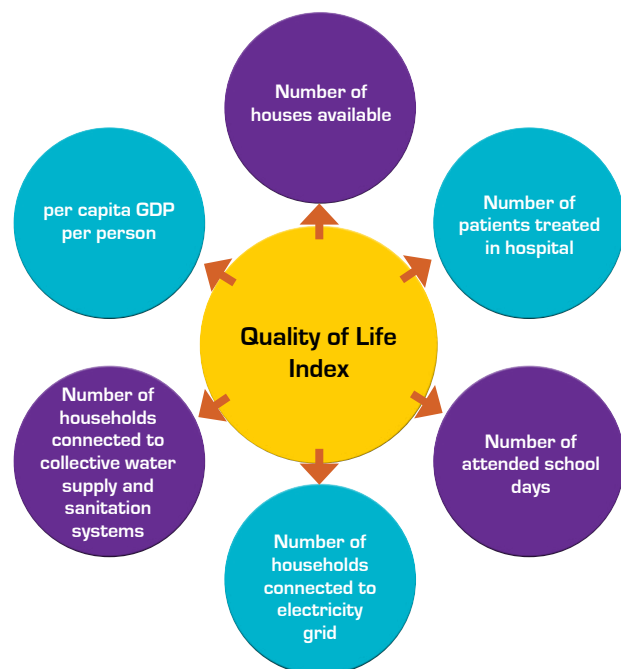 Number of
houses available
per capita GDP
per person
Number of
patients treated
in hospital
Quality of Life
Index
Number of
households
connected to
collective water
supply and
sanitation
systems
Number of
attended school
days
Number of
households
connected to
electricity
grid